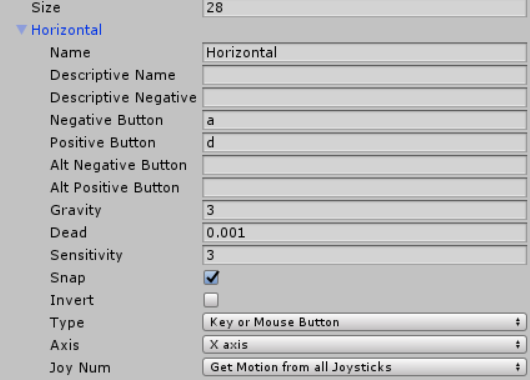 Size 28
Horizontal
Name Horizontal
Descriptive Name
Descriptive Negative
Negative Button a
Positive Button d
Alt Negative Button
Alt Positive Button
Gravity 3
Dead 0.001
Sensitivity 3
Snap
Invert
Type Key or Mouse Button
Axis X axis
Joy Num Get Motion from all Joysticks